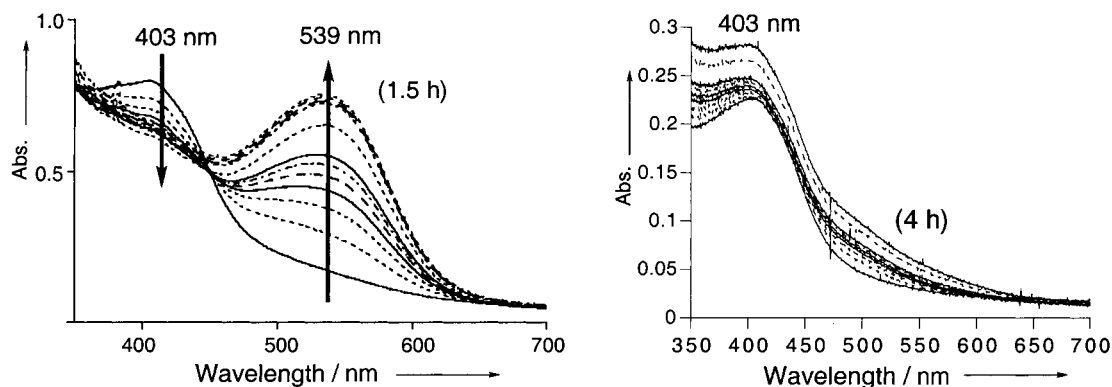 1.0
403 nm
539 nm
(1.5 h)
Abs.
0.5
400
500
600
700
Wavelength / nm
0.3
403 nm
0.25
0.2
Abs.
0.15
0.1
(4 h)
0.05
0
350 400 450 500 550 600 650 700
Wavelength / nm